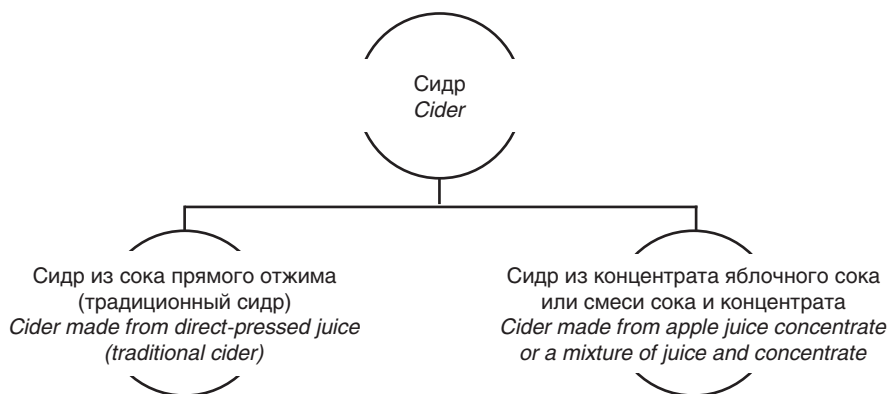 Сидр
Cider
Сидр из сока прямого отжима
(традиционный сидр)
Cider made from direct-pressed juice
(traditional cider)
Сидр из концентрата яблочного сока
или смеси сока и концентрата
Cider made from apple juice concentrate
or a mixture of juice and concentrate